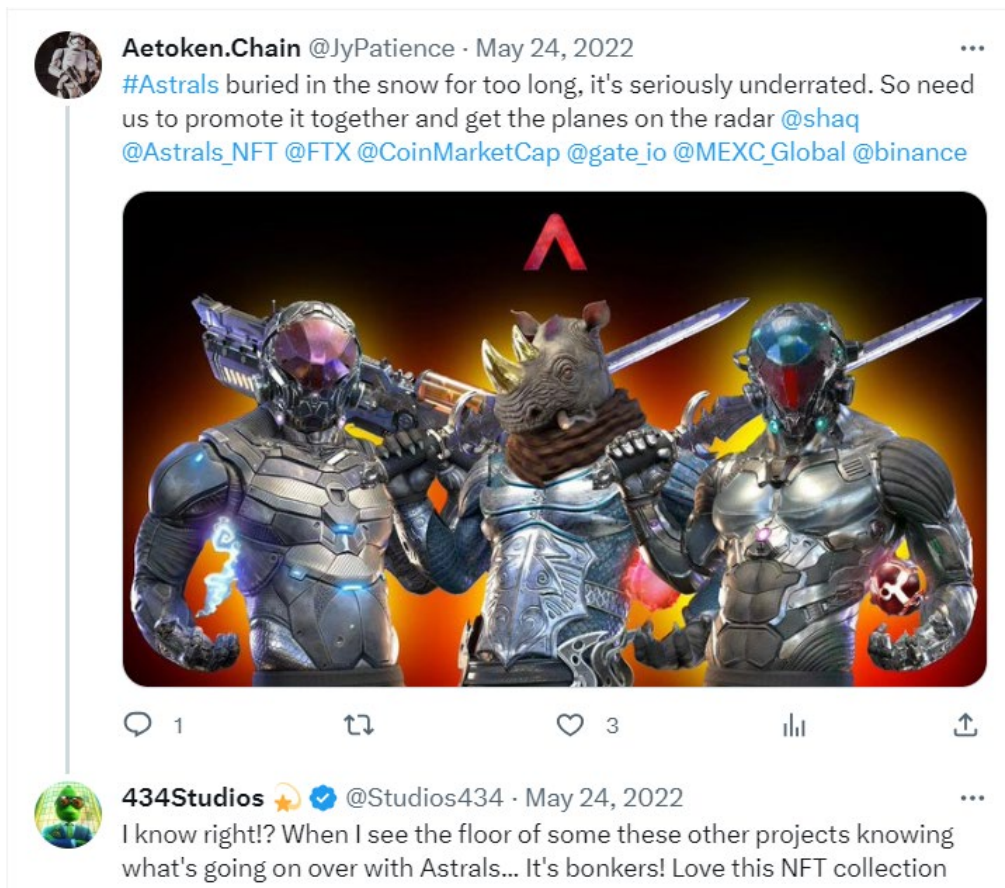 Aetoken.Chain @JyPatience · May 24, 2022
#Astrals buried in the snow for too long, it's seriously underrated. So need
us to promote it together and get the planes on the radar @shaq
@Astrals_NFT @FTX @CoinMarketCap @gate_io @MEXC_Global @binance
1
3
434Studios @Studios434 · May 24, 2022
I know right!? When I see the floor of some these other projects knowing
what's going on over with Astrals... It's bonkers! Love this NFT collection